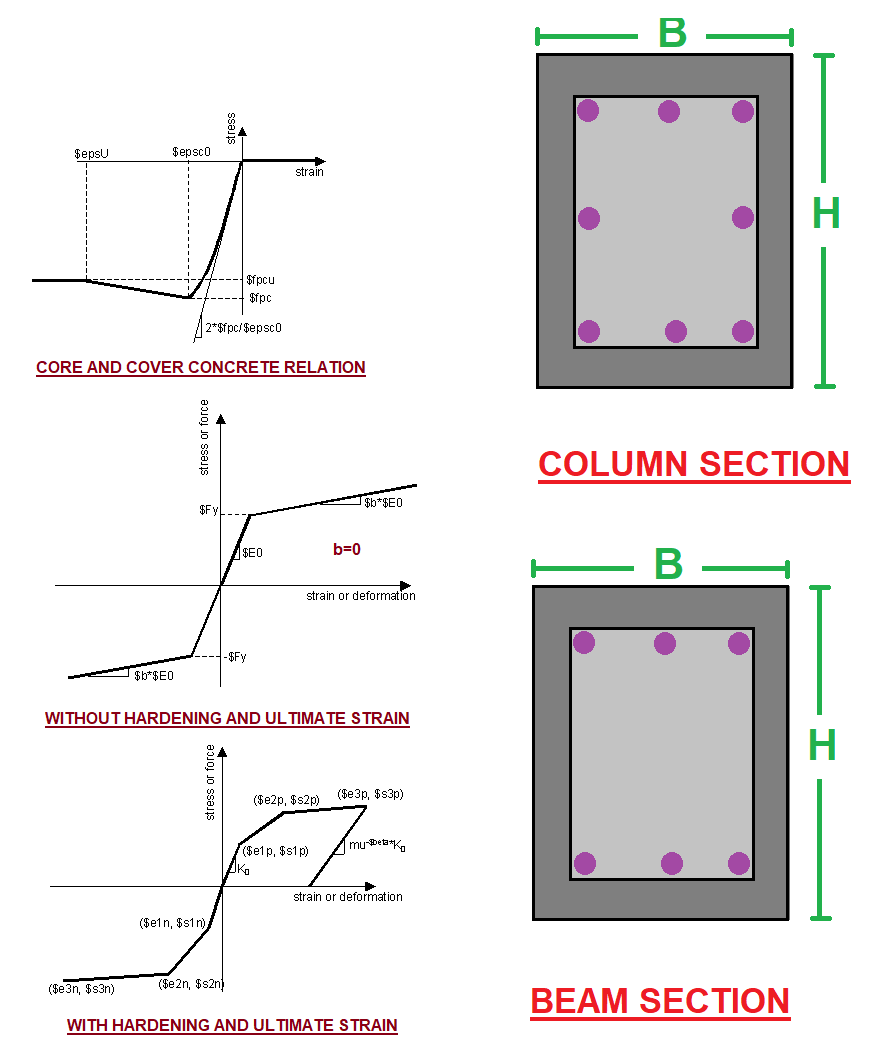 stress
$epsU
$epsc0
strain
$fpcu
$fpc
2*$fpc/$epsc0
CORE AND COVER CONCRETE RELATION
stress or force
$Fy
$b*$E0
$E0
b=0
strain or deformation
-$Fy
$b*$E0
WITHOUT HARDENING AND ULTIMATE STRAIN
stress or force
($e3p, $s3p)
($e2p, $s2p)
($e1p, $s1p)
mu-$beta*K0
K0
strain or deformation
($e1n, $s1n)
($e2n, $s2n)
($e3n, $s3n)
WITH HARDENING AND ULTIMATE STRAIN
B
H
COLUMN SECTION
B
H
BEAM SECTION